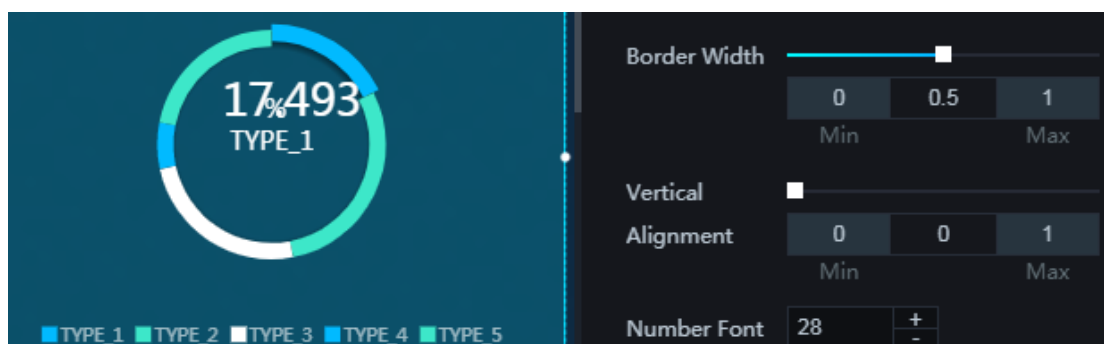 17%493
TYPE_1
TYPE_1 TYPE_2 TYPE_3 TYPE_4 TYPE_5
Border Width
0 0.5 1
Min Max
Vertical
Alignment
0 0 1
Min Max
Number Font
28 + -